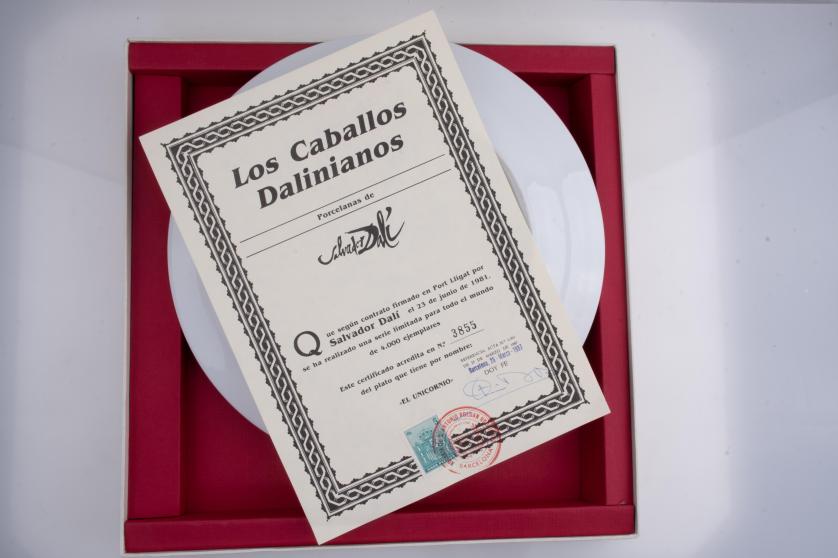 Los Caballos
Dalinianos
Porcelanas de
Salvador Dalí
Que según contrato firmado en Port Lligat por
Salvador Dalí el 23 de junio de 1981.
se ha realizado una serie limitada para todo el mundo
de 4.000 ejemplares
Este certificado acredita en N.º 3855
del plato que tiene por nombre:
-EL UNICORNIO-
DOY FE
BARCELONA